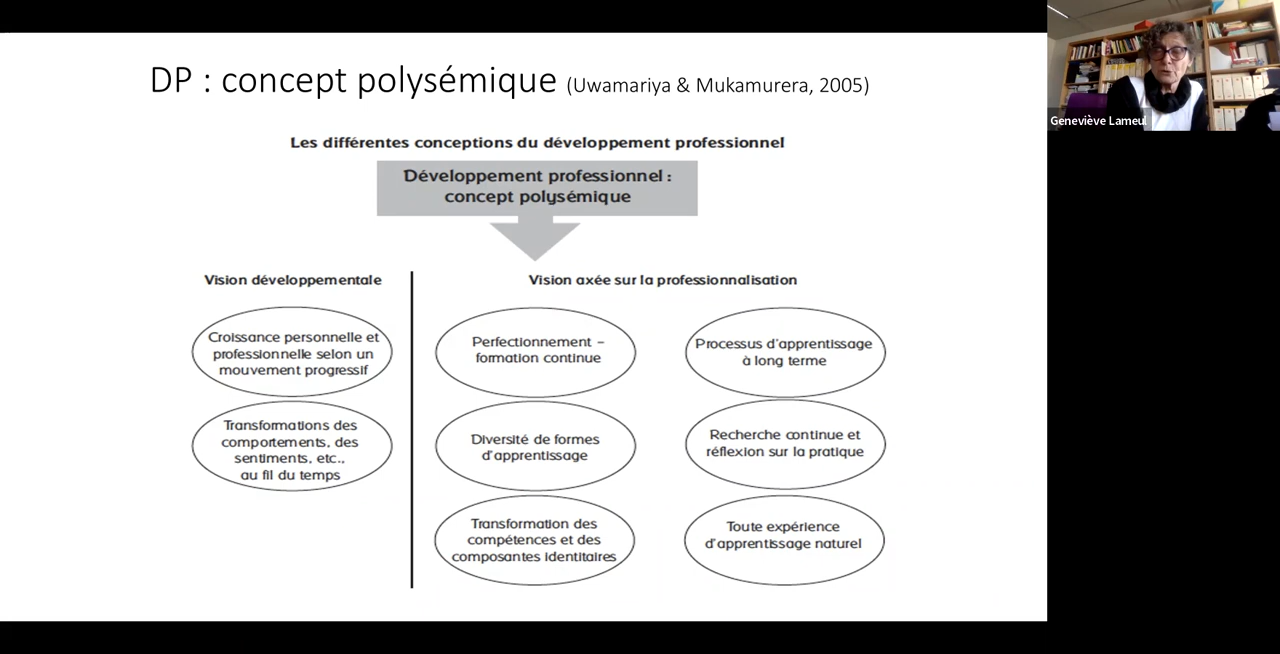 DP : concept polysémique (Uwamariya & Mukamurera, 2005)
Les différentes conceptions du développement professionnel
Développement professionnel :
concept polysémique
Vision développementale
Croissance personnelle et
professionnelle selon un
mouvement progressif
Transformations des
comportements, des
sentiments, etc.,
au fil du temps
Vision axée sur la professionnalisation
Perfectionnement –
formation continue
Processus d'apprentissage
à long terme
Diversité de formes
d'apprentissage
Recherche continue et
réflexion sur la pratique
Transformation des
compétences et des
composantes identitaires
Toute expérience
d'apprentissage naturel
Geneviève Lameul